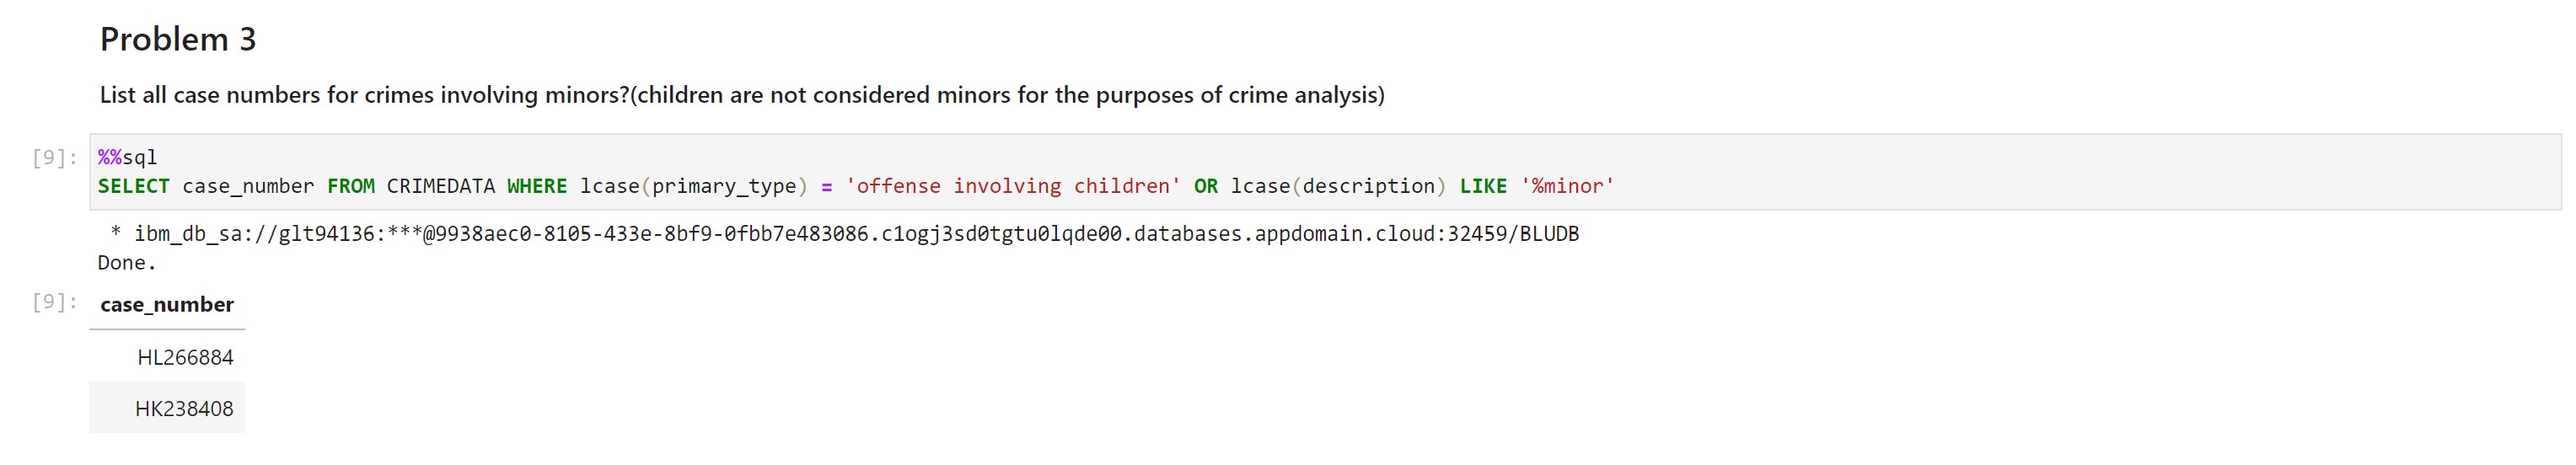 Problem 3
List all case numbers for crimes involving minors?(children are not considered minors for the purposes of crime analysis)
[9]: %%sql
SELECT case_number FROM CRIMEDATA WHERE lcase(primary_type) = 'offense involving children' OR lcase(description) LIKE '%minor'
* ibm_db_sa://glt94136:***@9938aec0-8105-433e-8bf9-0fbb7e483086.c1ogj3sd0tgtu0lqde00.databases.appdomain.cloud:32459/BLUDB
Done.
[9]: case_number
HL266884
HK238408